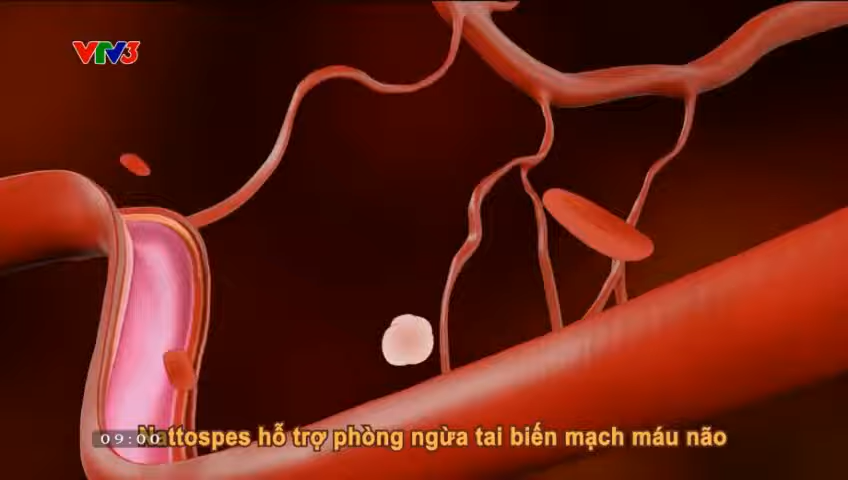 VTV3
09:00
Nattospes hỗ trợ phòng ngừa tai biến mạch máu não